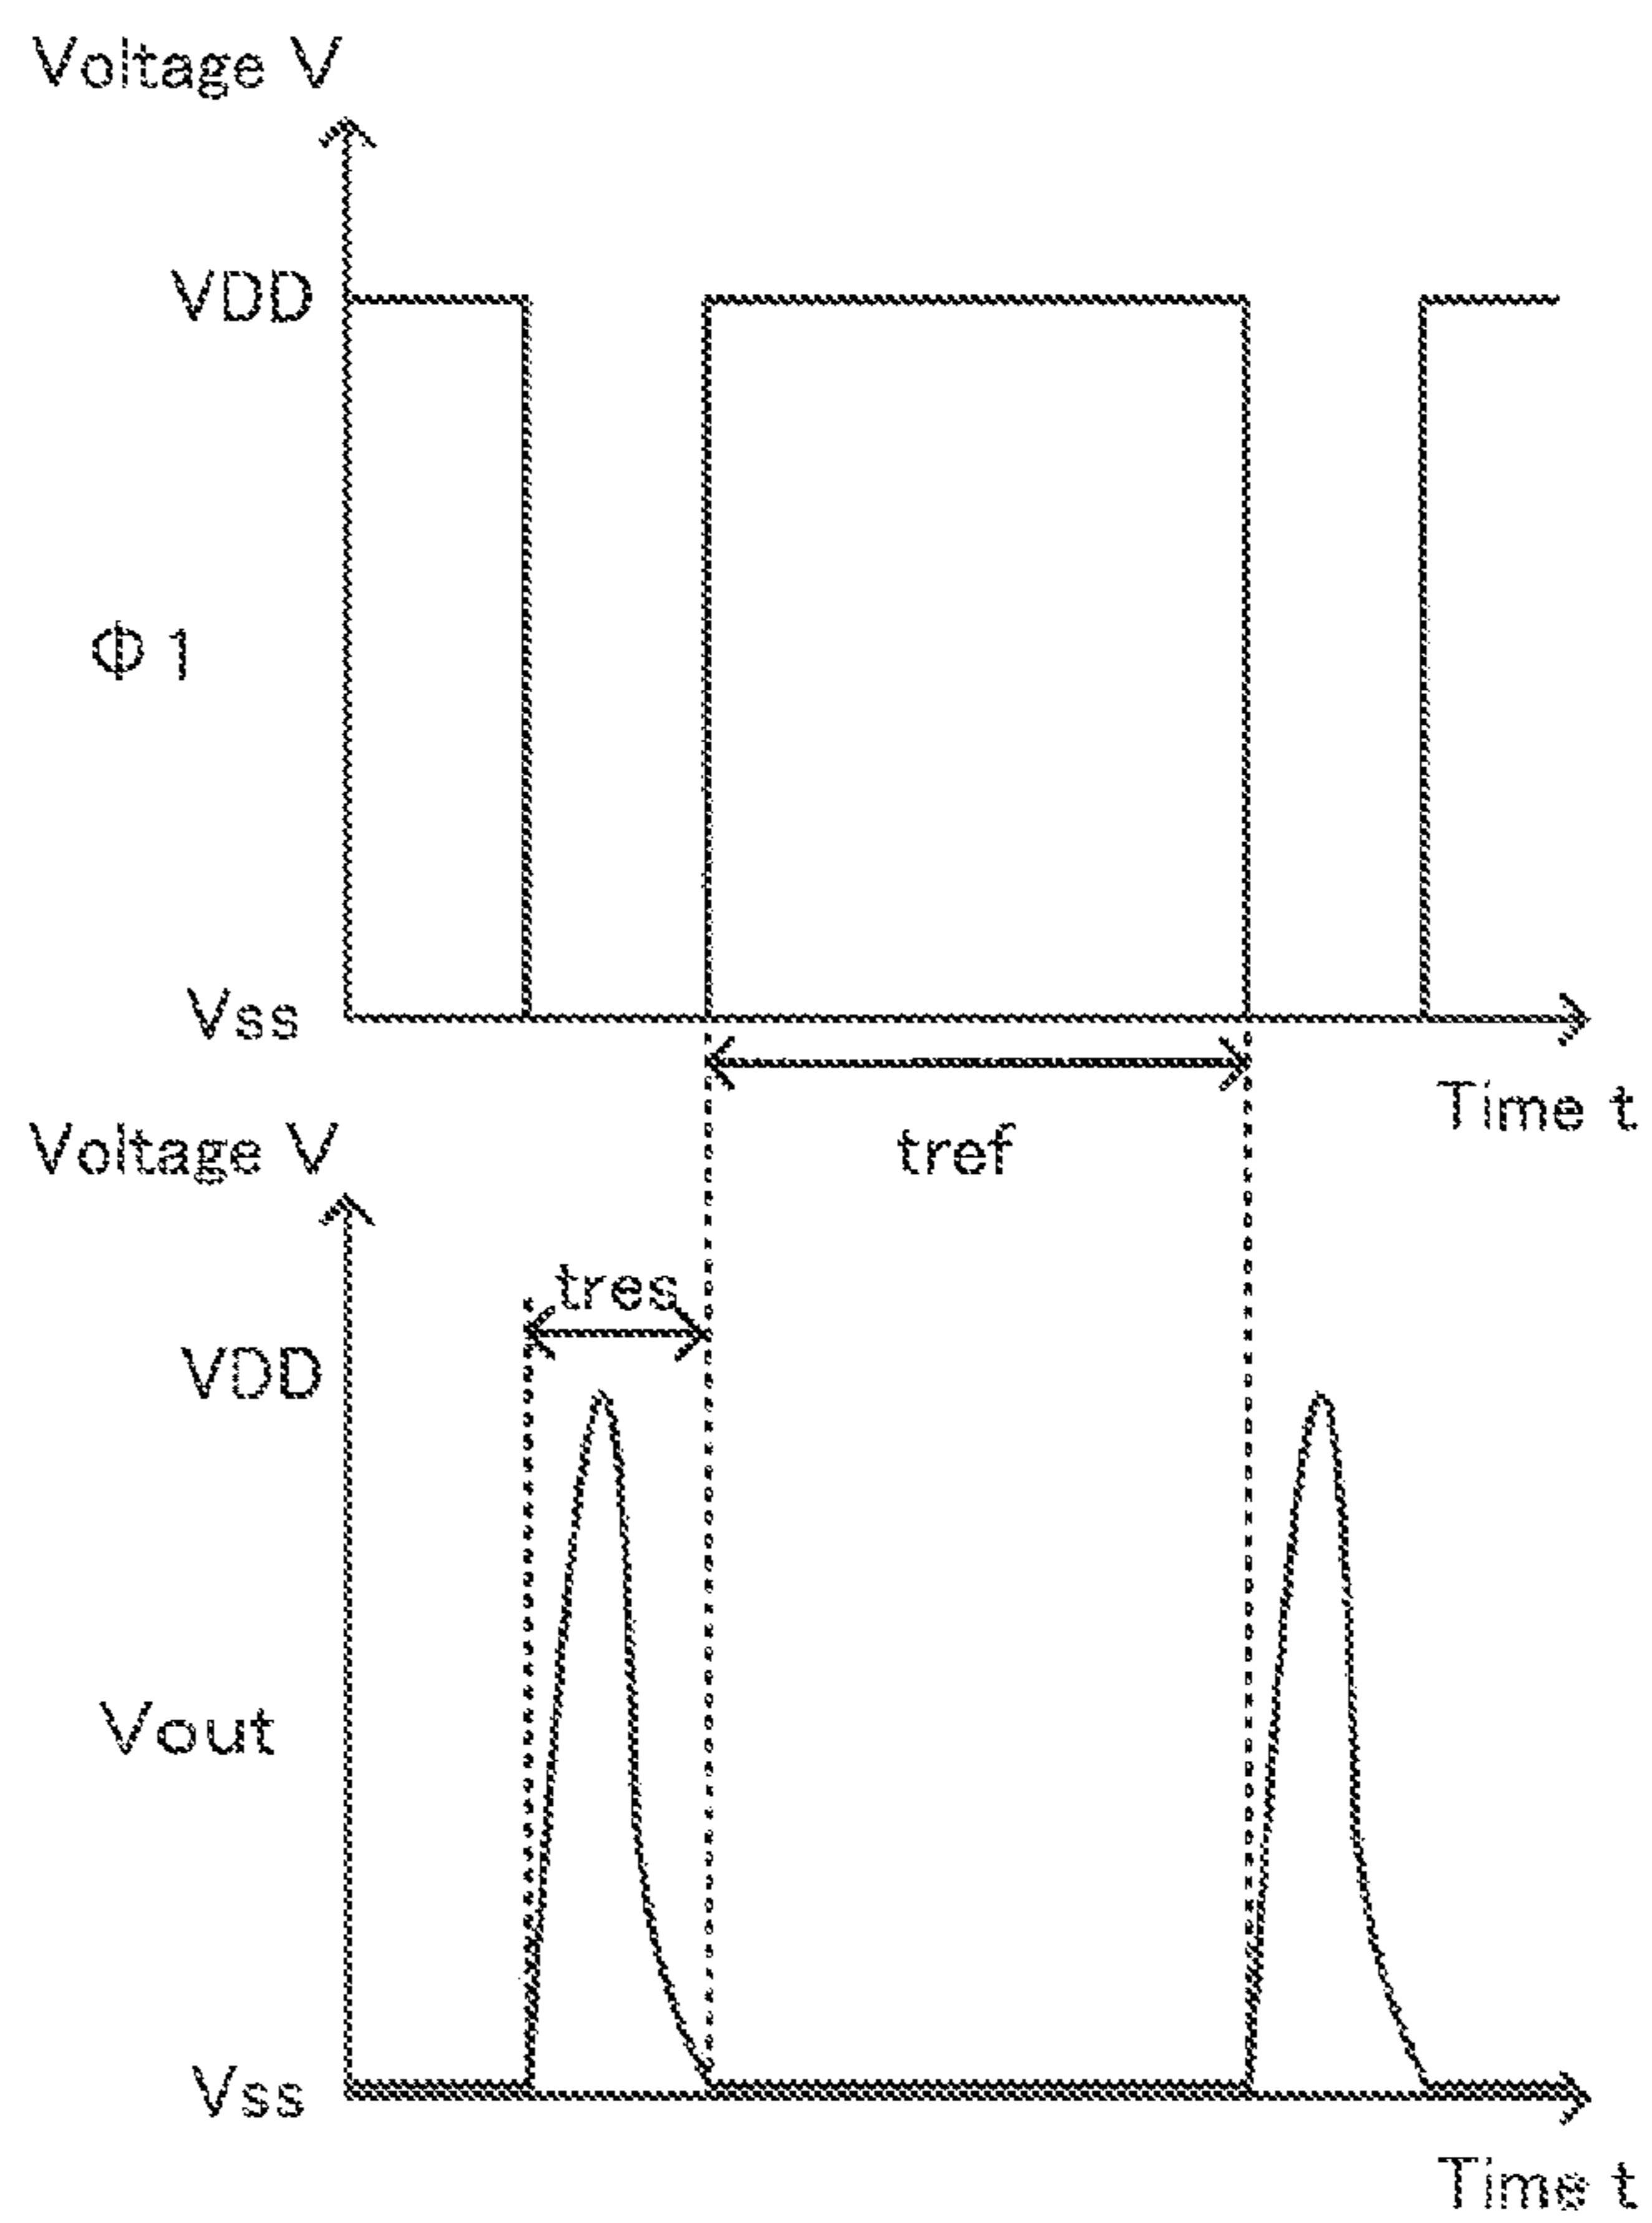 Voltage V
VDD
Φ1
Vss
Time t
tref
Voltage V
tres
VDD
Vout
Vss
Time t